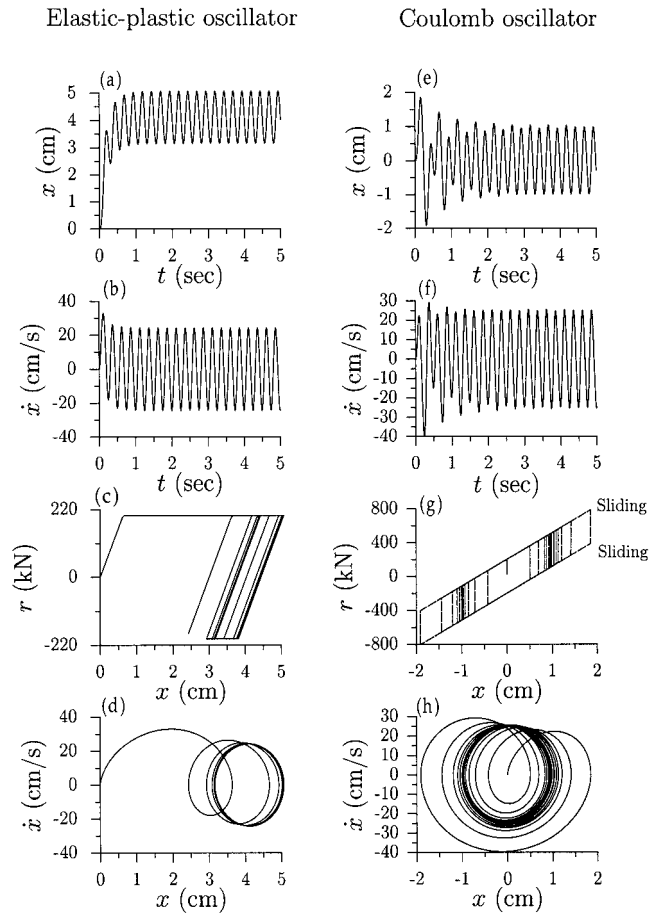 Elastic-plastic oscillator
Coulomb oscillator
(a)
5
4
3
2
1
0
x (cm)
0 1 2 3 4 5
t (sec)
(e)
2
1
0
-1
-2
x (cm)
0 1 2 3 4 5
t (sec)
(b)
40
20
0
-20
-40
ẋ (cm/s)
0 1 2 3 4 5
t (sec)
(f)
30
20
10
0
-10
-20
-30
-40
ẋ (cm/s)
0 1 2 3 4 5
t (sec)
(c)
220
0
-220
r (kN)
0 1 2 3 4 5
x (cm)
(g)
800
400
0
-400
-800
r (kN)
Sliding
Sliding
-2 -1 0 1 2
x (cm)
(d)
40
20
0
-20
-40
ẋ (cm/s)
0 1 2 3 4 5
x (cm)
(h)
30
20
10
0
-10
-20
-30
-40
ẋ (cm/s)
-2 -1 0 1 2
x (cm)